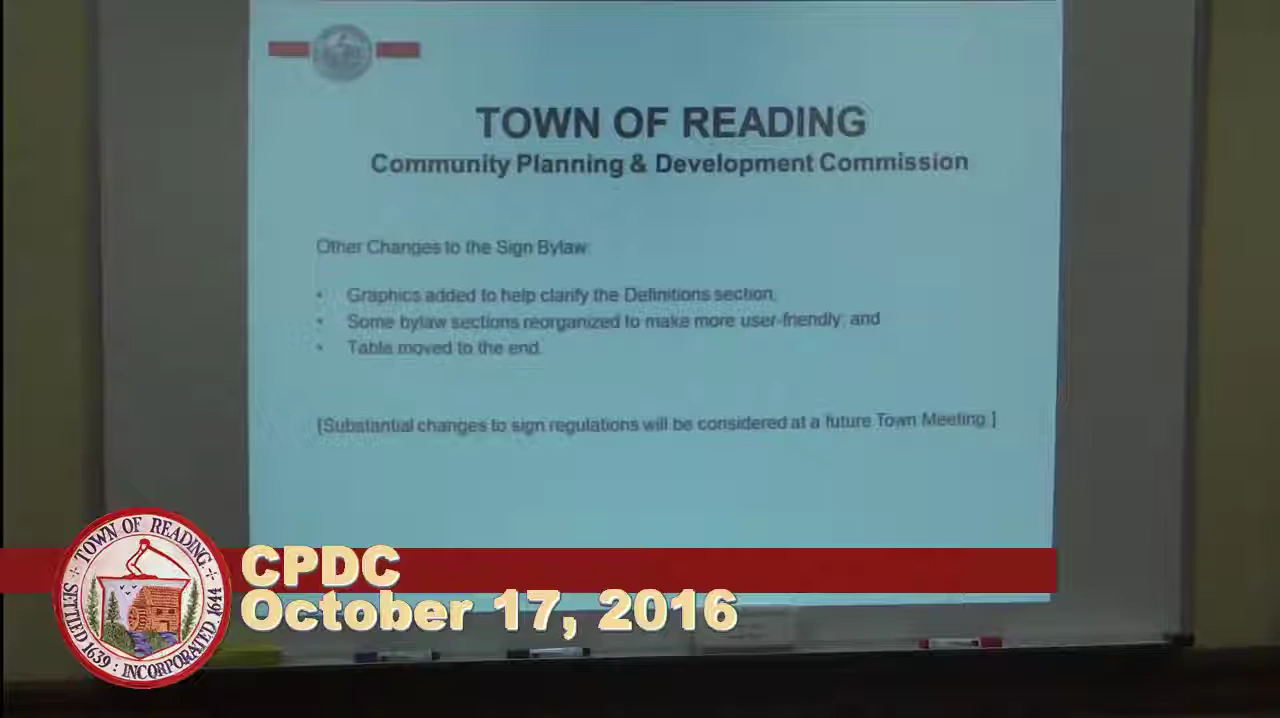 TOWN OF READING
Community Planning & Development Commission
Other Changes to the Sign Bylaw:
• Graphics added to help clarify the Definitions section;
• Some bylaw sections reorganized to make more user-friendly; and
• Table moved to the end.
[Substantial changes to sign regulations will be considered at a future Town Meeting.]
TOWN OF READING
SETTLED 1639 : INCORPORATED 1644
CPDC
October 17, 2016